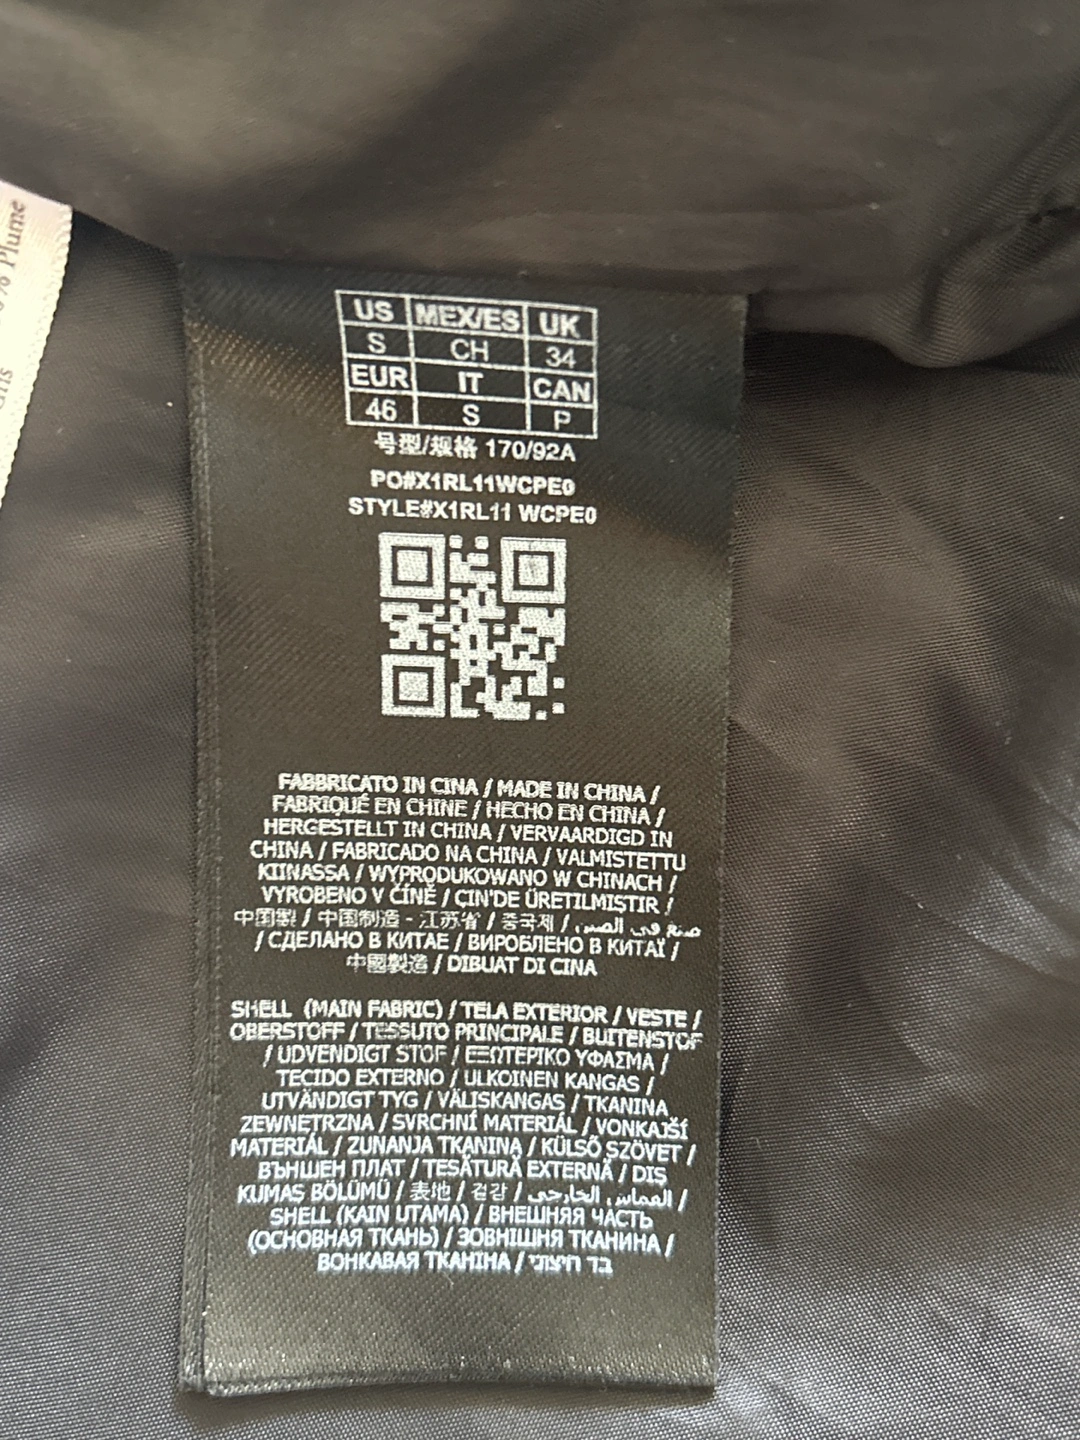 % Plume
US MEX/ES UK
S CH 34
EUR IT CAN
46 S P
号型/规格 170/92A
PO#X1RL11WCPE0
STYLE#X1RL11 WCPE0
FABBRICATO IN CINA / MADE IN CHINA /
FABRIQUÉ EN CHINE / HECHO EN CHINA /
HERGESTELLT IN CHINA / VERVAARDIGD IN
CHINA / FABRICADO NA CHINA / VALMISTETTU
KIINASSA / WYPRODUKOWANO W CHINACH /
VYROBENO V ČÍNĚ / ÇIN'DE ÜRETILMIŞTIR /
中国製 / 中国制造 - 江苏省 / 중국제 / صنع في الصين
/ СДЕЛАНО В КИТАЕ / ВИРОБЛЕНО В КИТАЇ /
中國製造 / DIBUAT DI CINA
SHELL (MAIN FABRIC) / TELA EXTERIOR / VESTE /
OBERSTOFF / TESSUTO PRINCIPALE / BUITENSTOF
/ UDVENDIGT STOF / ΕΞΩΤΕΡΙΚΟ ΥΦΑΣΜΑ /
TECIDO EXTERNO / ULKOINEN KANGAS /
UTVÄNDIGT TYG / VÄLISKANGAS / TKANINA
ZEWNĘTRZNA / SVRCHNÍ MATERIÁL / VONKAJŠÍ
MATERIÁL / ZUNANJA TKANINA / KÜLSŐ SZÖVET /
ВЪНШЕН ПЛАТ / TESĂTURĂ EXTERNĂ / DIŞ
KUMAŞ BÖLÜMÜ / 表地 / 겉감 / القماش الخارجي /
SHELL (KAIN UTAMA) / ВНЕШНЯЯ ЧАСТЬ
(ОСНОВНАЯ ТКАНЬ) / ЗОВНІШНЯ ТКАНИНА /
ВОНКАВАЯ ТКАНІНА / בד חיצוני